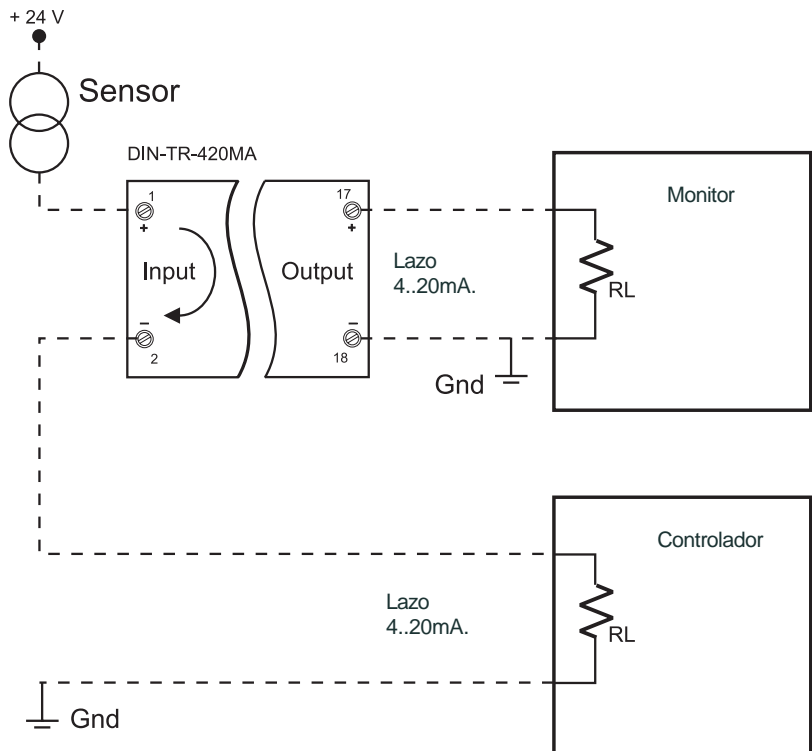 + 24 V
Sensor
DIN-TR-420MA
1
+
Input
−
2
17
+
Output
−
18
Lazo
4..20mA.
Gnd
Monitor
RL
Controlador
Lazo
4..20mA.
RL
Gnd